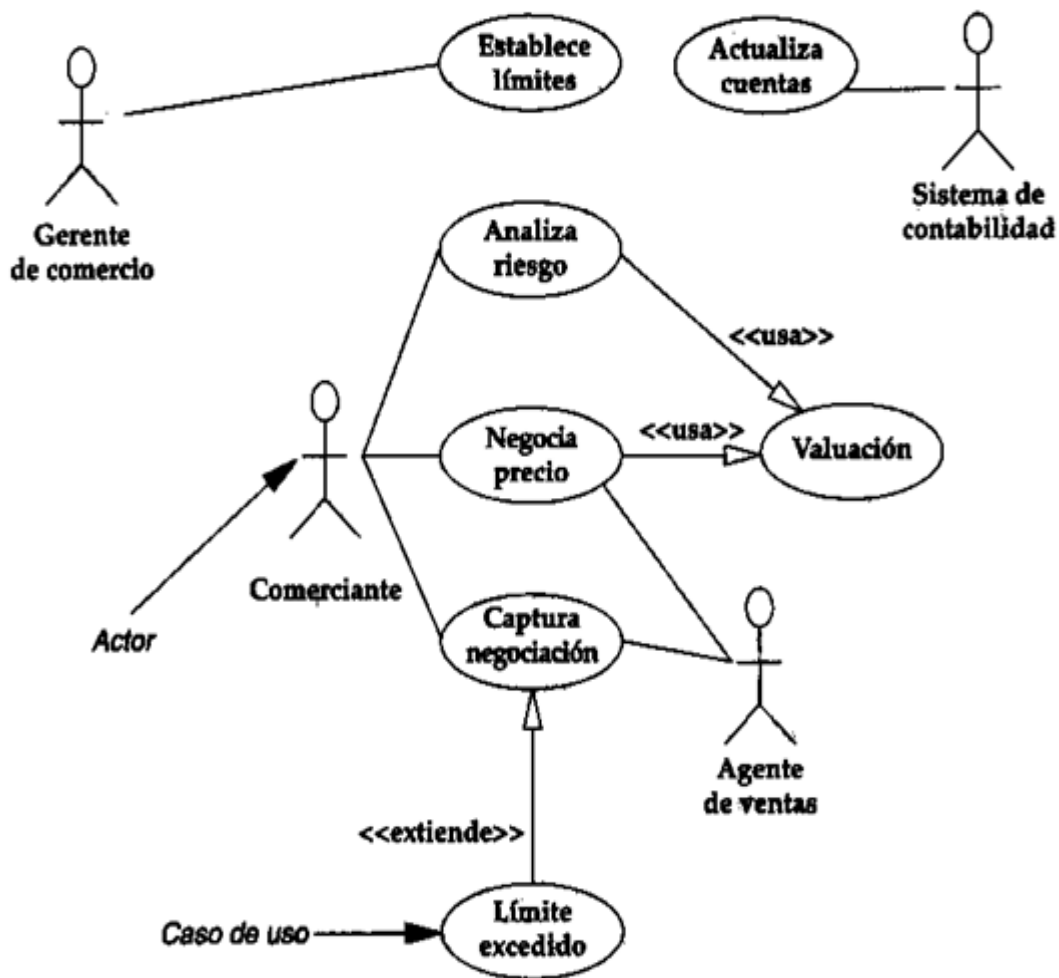 Establece
límites
Actualiza
cuentas
Gerente
de comercio
Sistema de
contabilidad
Analiza
riesgo
<<usa>>
Negocia
precio
<<usa>>
Valuación
Comerciante
Actor
Captura
negociación
Agente
de ventas
<<extiende>>
Límite
excedido
Caso de uso